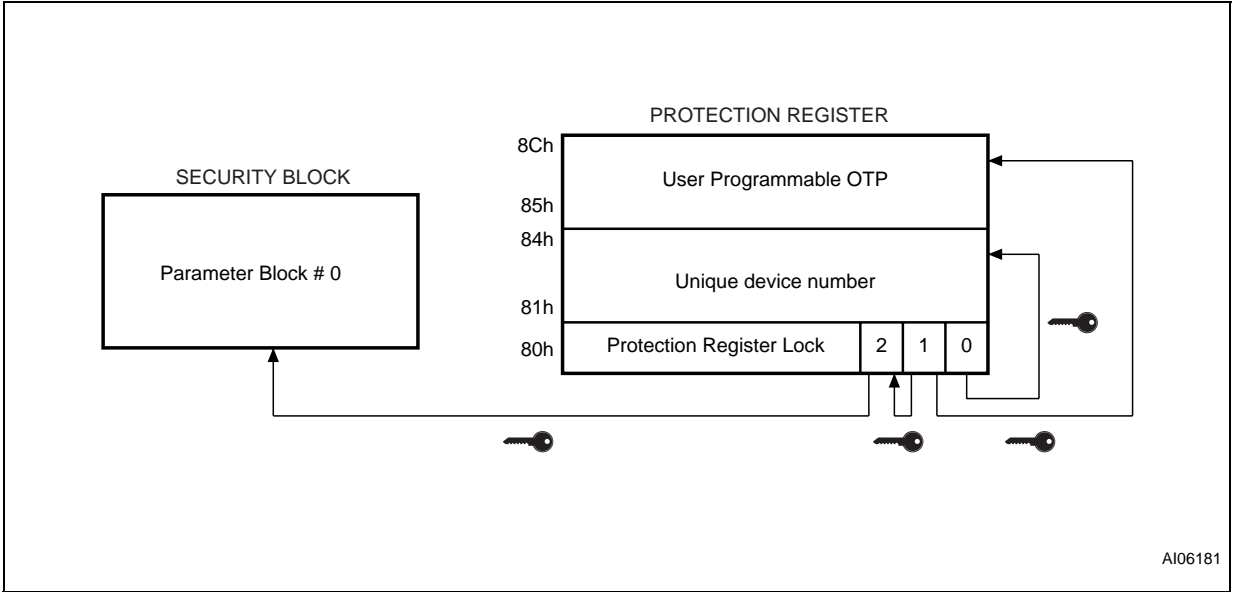 PROTECTION REGISTER
8Ch
User Programmable OTP
SECURITY BLOCK
85h
84h
Parameter Block # 0
Unique device number
81h
80h
Protection Register Lock 2 1 0
AI06181